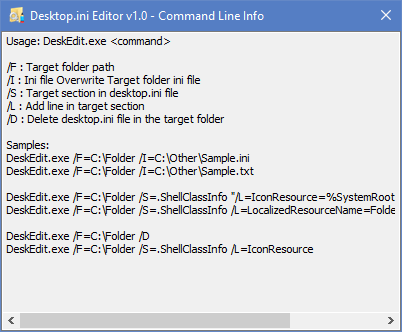 Desktop.ini Editor v1.0 - Command Line Info
Usage: DeskEdit.exe <command>
/F : Target folder path
/I : Ini file Overwrite Target folder ini file
/S : Target section in desktop.ini file
/L : Add line in target section
/D : Delete desktop.ini file in the target folder
Samples:
DeskEdit.exe /F=C:\Folder /I=C:\Other\Sample.ini
DeskEdit.exe /F=C:\Folder /I=C:\Other\Sample.txt
DeskEdit.exe /F=C:\Folder /S=.ShellClassInfo "/L=IconResource=%SystemRoot
DeskEdit.exe /F=C:\Folder /S=.ShellClassInfo /L=LocalizedResourceName=Folde
DeskEdit.exe /F=C:\Folder /D
DeskEdit.exe /F=C:\Folder /S=.ShellClassInfo /L=IconResource